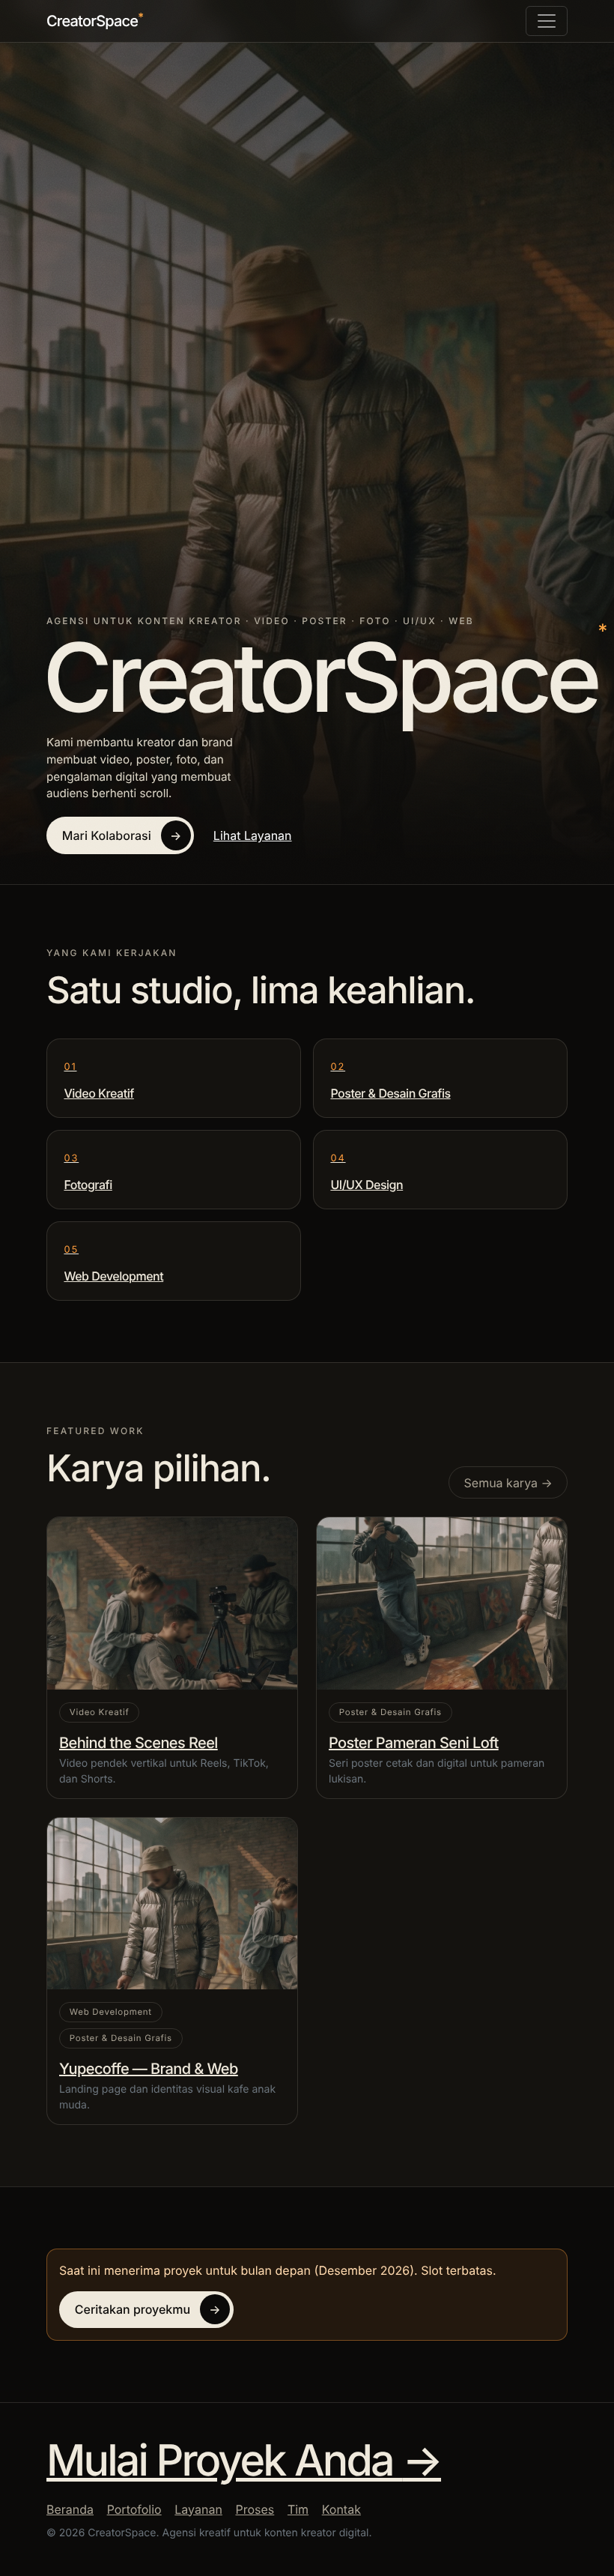 CreatorSpace*
AGENSI UNTUK KONTEN KREATOR · VIDEO · POSTER · FOTO · UI/UX · WEB
CreatorSpace*
Kami membantu kreator dan brand
membuat video, poster, foto, dan
pengalaman digital yang membuat
audiens berhenti scroll.
Mari Kolaborasi →
Lihat Layanan
YANG KAMI KERJAKAN
Satu studio, lima keahlian.
01
Video Kreatif
02
Poster & Desain Grafis
03
Fotografi
04
UI/UX Design
05
Web Development
FEATURED WORK
Karya pilihan.
Semua karya →
Video Kreatif
Behind the Scenes Reel
Video pendek vertikal untuk Reels, TikTok,
dan Shorts.
Poster & Desain Grafis
Poster Pameran Seni Loft
Seri poster cetak dan digital untuk pameran
lukisan.
Web Development
Poster & Desain Grafis
Yupecoffe — Brand & Web
Landing page dan identitas visual kafe anak
muda.
Saat ini menerima proyek untuk bulan depan (Desember 2026). Slot terbatas.
Ceritakan proyekmu →
Mulai Proyek Anda →
Beranda Portofolio Layanan Proses Tim Kontak
© 2026 CreatorSpace. Agensi kreatif untuk konten kreator digital.